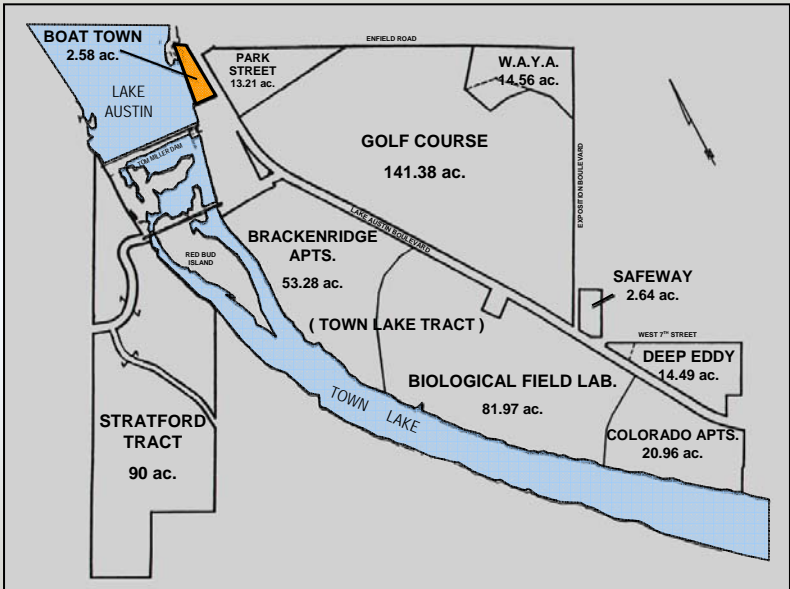 BOAT TOWN
2.58 ac.
LAKE
AUSTIN
PARK
STREET
13.21 ac.
ENFIELD ROAD
W.A.Y.A.
14.56 ac.
GOLF COURSE
141.38 ac.
EXPOSITION BOULEVARD
TOM MILLER DAM
LAKE AUSTIN BOULEVARD
BRACKENRIDGE
APTS.
53.28 ac.
RED BUD
ISLAND
SAFEWAY
2.64 ac.
( TOWN LAKE TRACT )
WEST 7TH STREET
DEEP EDDY
14.49 ac.
BIOLOGICAL FIELD LAB.
81.97 ac.
TOWN LAKE
STRATFORD
TRACT
90 ac.
COLORADO APTS.
20.96 ac.